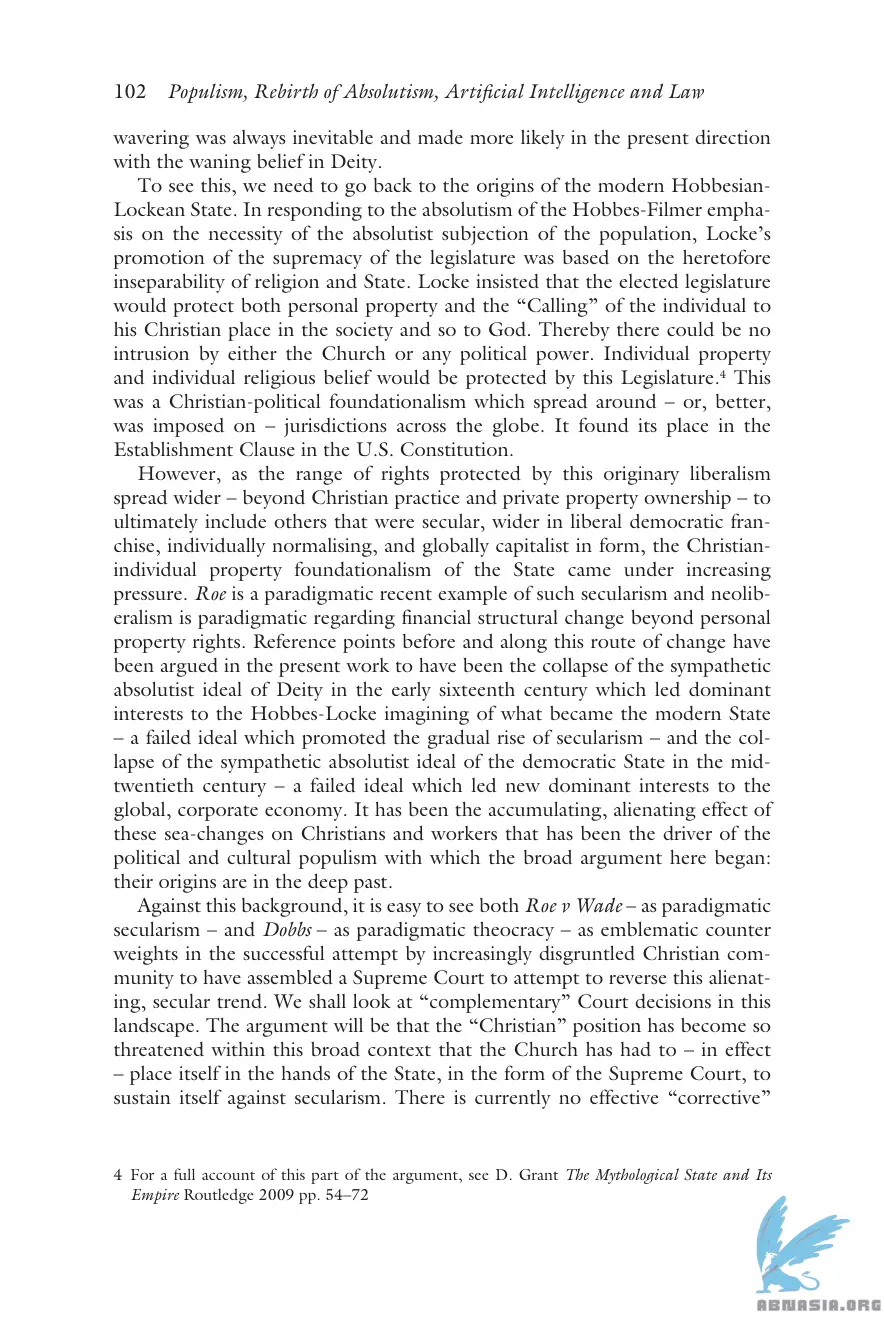 102 Populism, Rebirth of Absolutism, Artificial Intelligence and Law
wavering was always inevitable and made more likely in the present direction
with the waning belief in Deity.
To see this, we need to go back to the origins of the modern Hobbesian-
Lockean State. In responding to the absolutism of the Hobbes-Filmer empha-
sis on the necessity of the absolutist subjection of the population, Locke’s
promotion of the supremacy of the legislature was based on the heretofore
inseparability of religion and State. Locke insisted that the elected legislature
would protect both personal property and the “Calling” of the individual to
his Christian place in the society and so to God. Thereby there could be no
intrusion by either the Church or any political power. Individual property
and individual religious belief would be protected by this Legislature.⁴ This
was a Christian-political foundationalism which spread around – or, better,
was imposed on – jurisdictions across the globe. It found its place in the
Establishment Clause in the U.S. Constitution.
However, as the range of rights protected by this originary liberalism
spread wider – beyond Christian practice and private property ownership – to
ultimately include others that were secular, wider in liberal democratic fran-
chise, individually normalising, and globally capitalist in form, the Christian-
individual property foundationalism of the State came under increasing
pressure. Roe is a paradigmatic recent example of such secularism and neolib-
eralism is paradigmatic regarding financial structural change beyond personal
property rights. Reference points before and along this route of change have
been argued in the present work to have been the collapse of the sympathetic
absolutist ideal of Deity in the early sixteenth century which led dominant
interests to the Hobbes-Locke imagining of what became the modern State
– a failed ideal which promoted the gradual rise of secularism – and the col-
lapse of the sympathetic absolutist ideal of the democratic State in the mid-
twentieth century – a failed ideal which led new dominant interests to the
global, corporate economy. It has been the accumulating, alienating effect of
these sea-changes on Christians and workers that has been the driver of the
political and cultural populism with which the broad argument here began:
their origins are in the deep past.
Against this background, it is easy to see both Roe v Wade – as paradigmatic
secularism – and Dobbs – as paradigmatic theocracy – as emblematic counter
weights in the successful attempt by increasingly disgruntled Christian com-
munity to have assembled a Supreme Court to attempt to reverse this alienat-
ing, secular trend. We shall look at “complementary” Court decisions in this
landscape. The argument will be that the “Christian” position has become so
threatened within this broad context that the Church has had to – in effect
– place itself in the hands of the State, in the form of the Supreme Court, to
sustain itself against secularism. There is currently no effective “corrective”
4 For a full account of this part of the argument, see D. Grant The Mythological State and Its
Empire Routledge 2009 pp. 54–72
ABNASIA.ORG